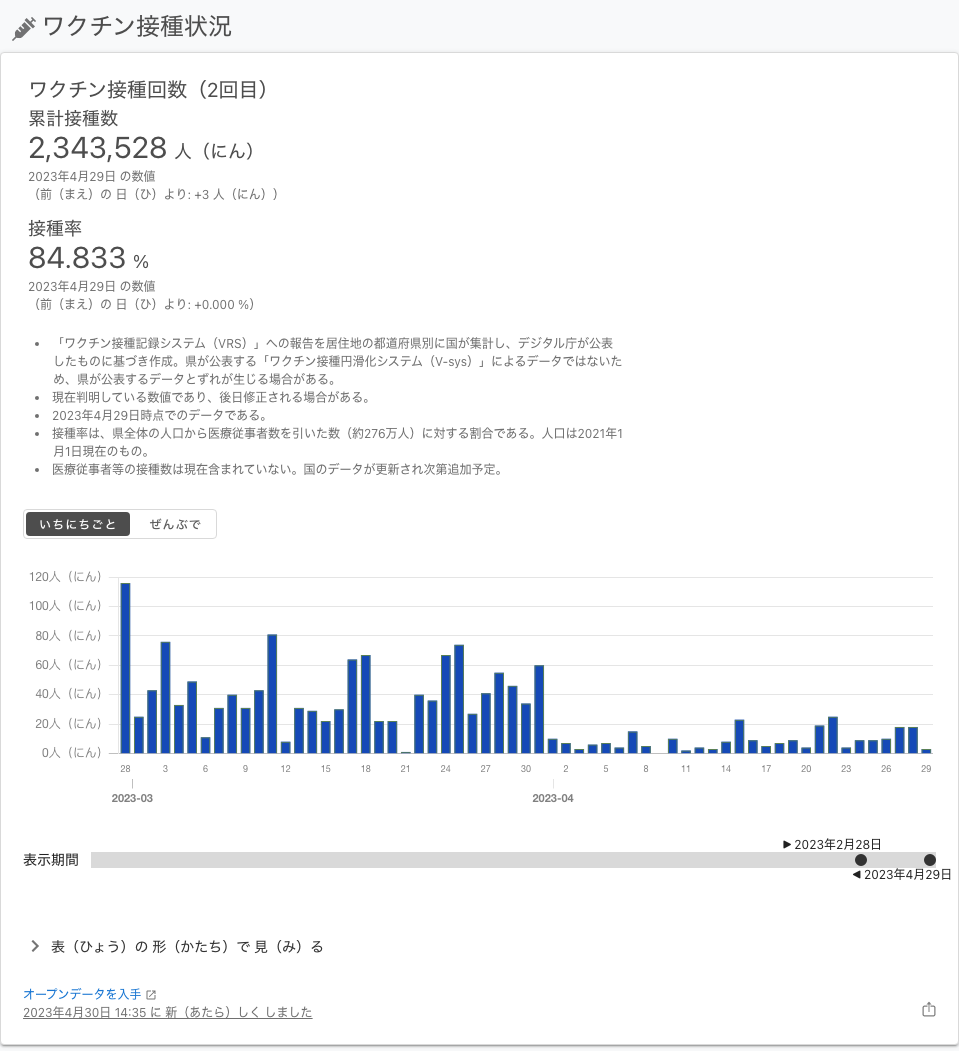 ワクチン接種状況
ワクチン接種回数（2回目）
累計接種数
2,343,528 人（にん）
2023年4月29日 の数値
（前（まえ）の 日（ひ）より: +3 人（にん））
接種率
84.833 %
2023年4月29日 の数値
（前（まえ）の 日（ひ）より: +0.000 %）
• 「ワクチン接種記録システム（VRS）」への報告を居住地の都道府県別に国が集計し、デジタル庁が公表
したものに基づき作成。県が公表する「ワクチン接種円滑化システム（V-sys）」によるデータではないた
め、県が公表するデータとずれが生じる場合がある。
• 現在判明している数値であり、後日修正される場合がある。
• 2023年4月29日時点でのデータである。
• 接種率は、県全体の人口から医療従事者数を引いた数（約276万人）に対する割合である。人口は2021年1
月1日現在のもの。
• 医療従事者等の接種数は現在含まれていない。国のデータが更新され次第追加予定。
いちにちごと ぜんぶで
120人（にん）
100人（にん）
80人（にん）
60人（にん）
40人（にん）
20人（にん）
0人（にん）
28 3 6 9 12 15 18 21 24 27 30 2 5 8 11 14 17 20 23 26 29
2023-03 2023-04
2023年2月28日
表示期間
2023年4月29日
表（ひょう）の 形（かたち）で 見（み）る
オープンデータを入手
2023年4月30日 14:35 に 新（あたら）しく しました